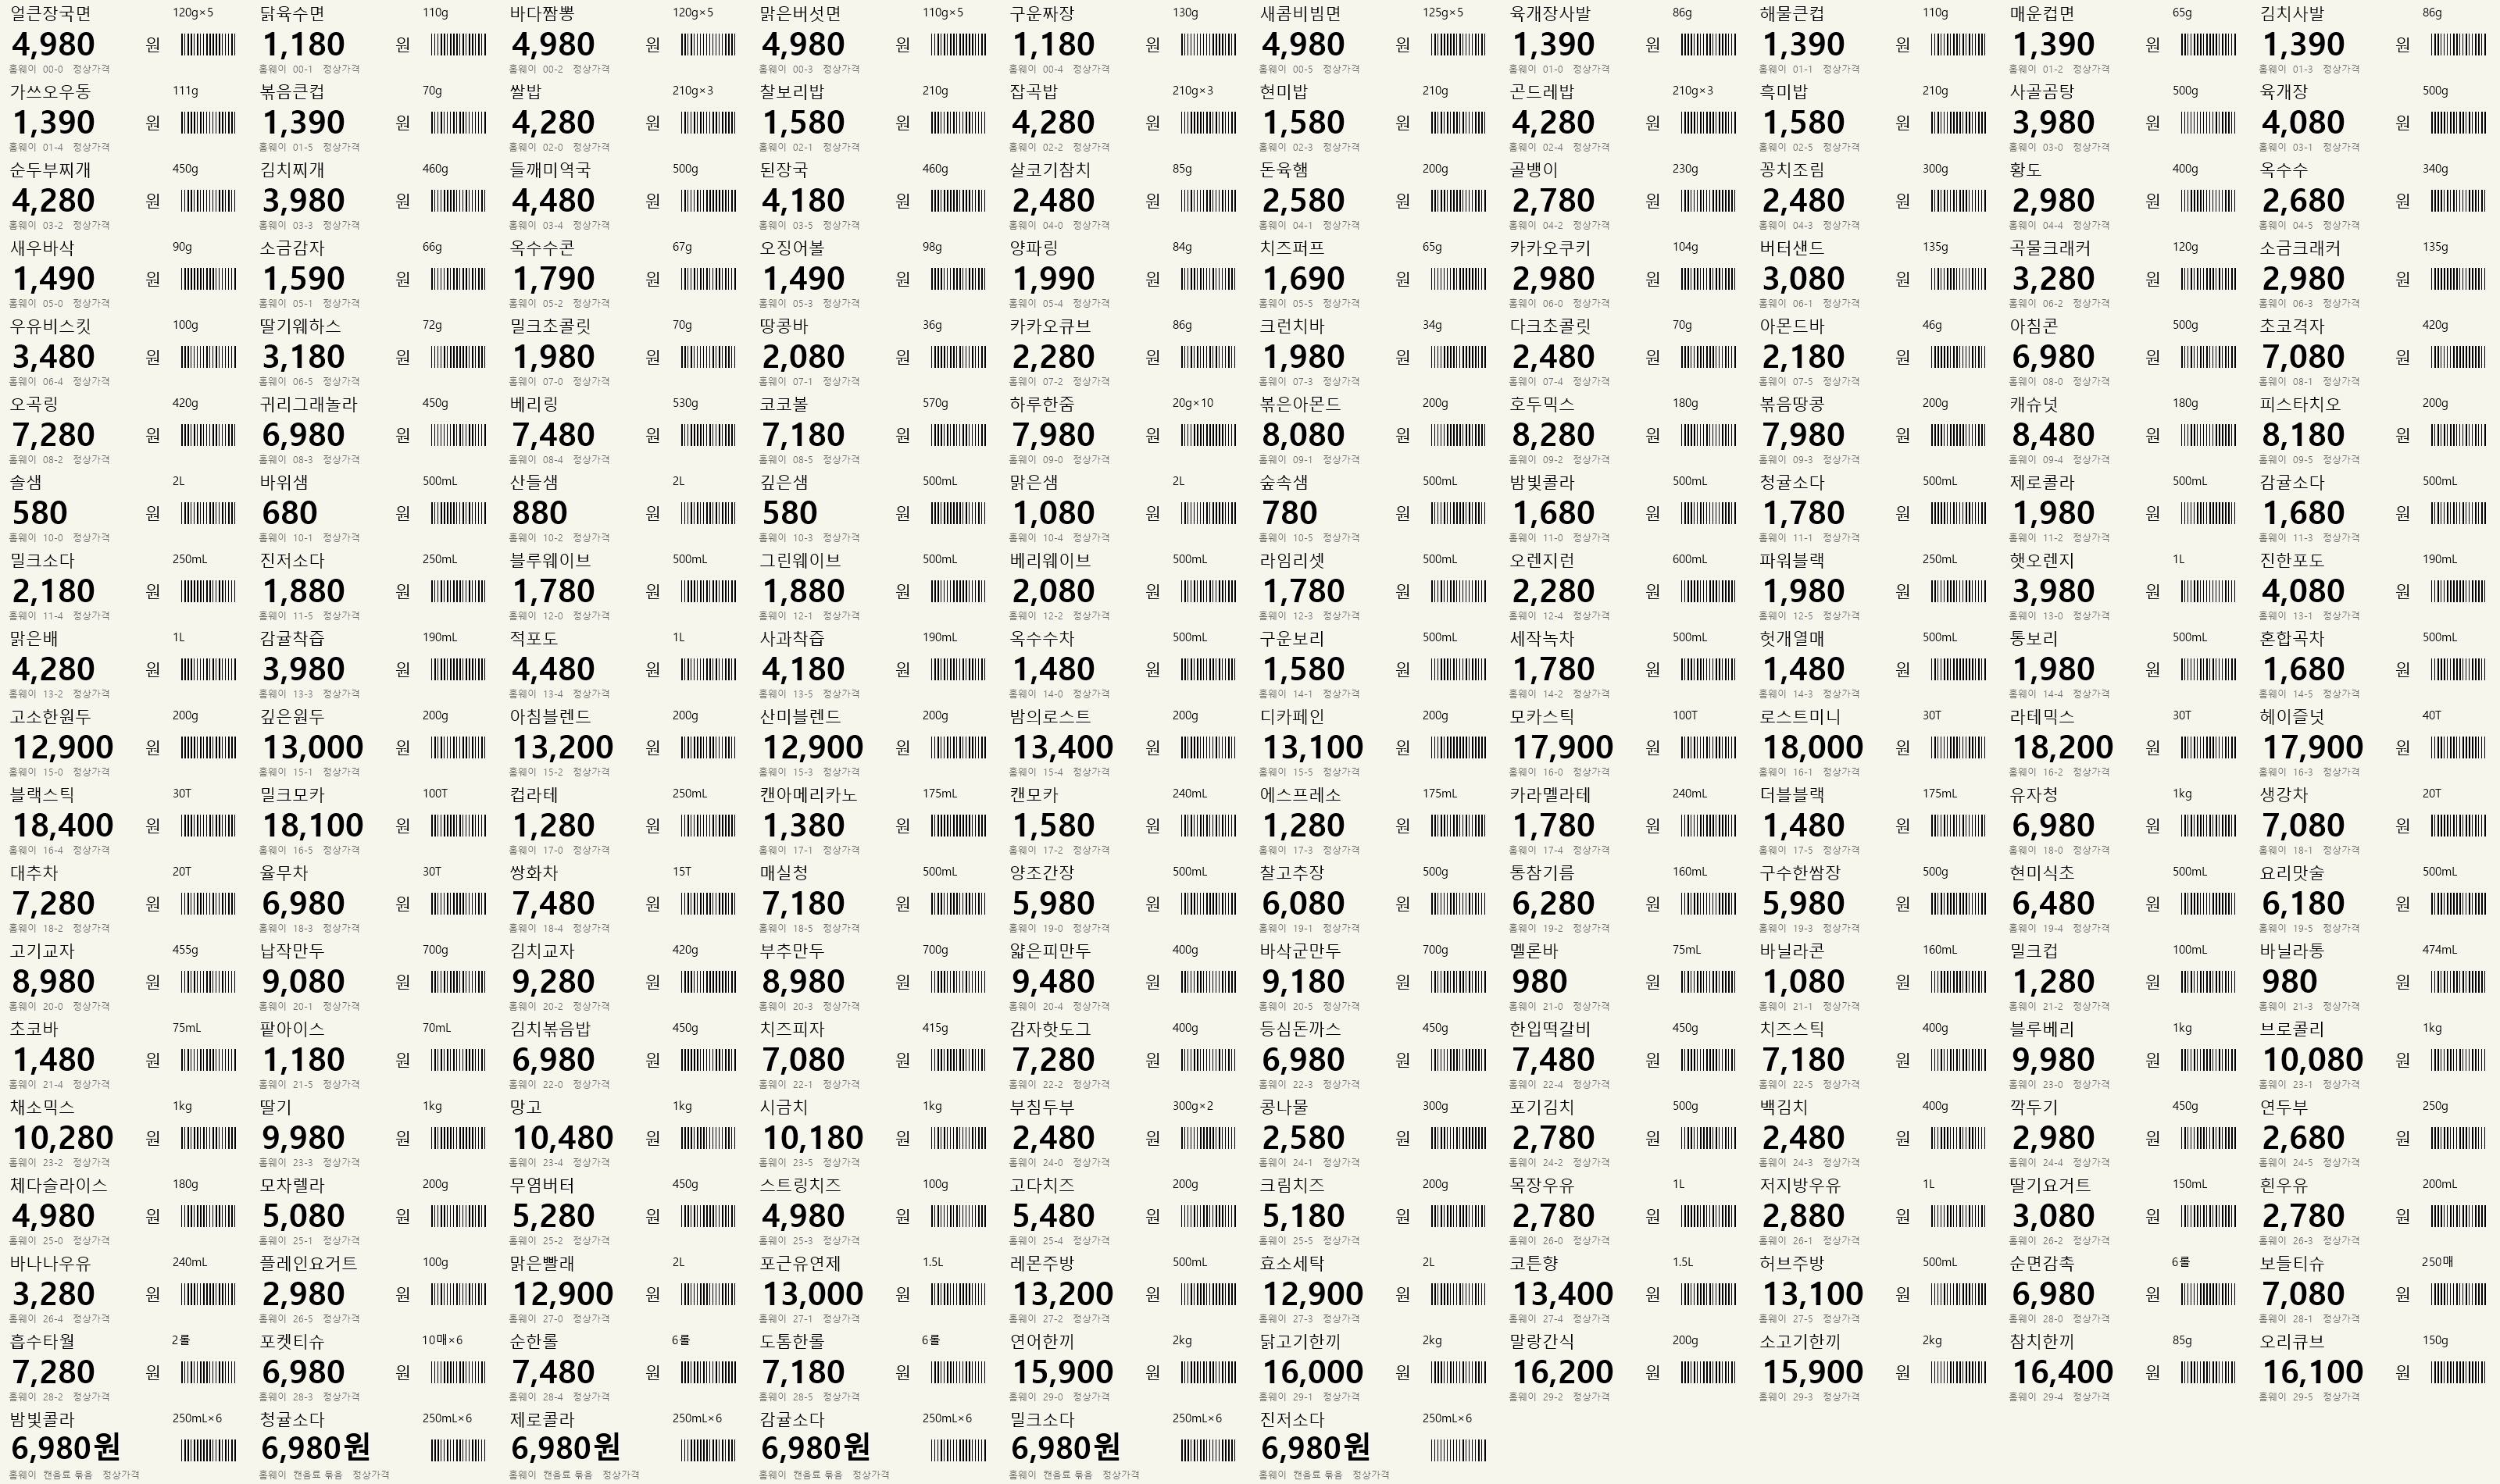 얼큰장국면 120g×5 닭육수면 110g 바다짬뽕 120g×5 맑은버섯면 110g×5 구운짜장 130g 새콤비빔면 125g×5 육개장사발 86g 해물큰컵 110g 매운컵면 65g 김치사발 86g
4,980 원 1,180 원 4,980 원 4,980 원 1,180 원 4,980 원 1,390 원 1,390 원 1,390 원 1,390 원
홈웨이 00-0 정상가격 홈웨이 00-1 정상가격 홈웨이 00-2 정상가격 홈웨이 00-3 정상가격 홈웨이 00-4 정상가격 홈웨이 00-5 정상가격 홈웨이 01-0 정상가격 홈웨이 01-1 정상가격 홈웨이 01-2 정상가격 홈웨이 01-3 정상가격
가쓰오우동 111g 볶음큰컵 70g 쌀밥 210g×3 찰보리밥 210g 잡곡밥 210g×3 현미밥 210g 곤드레밥 210g×3 흑미밥 210g 사골곰탕 500g 육개장 500g
1,390 원 1,390 원 4,280 원 1,580 원 4,280 원 1,580 원 4,280 원 1,580 원 3,980 원 4,080 원
홈웨이 01-4 정상가격 홈웨이 01-5 정상가격 홈웨이 02-0 정상가격 홈웨이 02-1 정상가격 홈웨이 02-2 정상가격 홈웨이 02-3 정상가격 홈웨이 02-4 정상가격 홈웨이 02-5 정상가격 홈웨이 03-0 정상가격 홈웨이 03-1 정상가격
순두부찌개 450g 김치찌개 460g 들깨미역국 500g 된장국 460g 살코기참치 85g 돈육햄 200g 골뱅이 230g 꽁치조림 300g 황도 400g 옥수수 340g
4,280 원 3,980 원 4,480 원 4,180 원 2,480 원 2,580 원 2,780 원 2,480 원 2,980 원 2,680 원
홈웨이 03-2 정상가격 홈웨이 03-3 정상가격 홈웨이 03-4 정상가격 홈웨이 03-5 정상가격 홈웨이 04-0 정상가격 홈웨이 04-1 정상가격 홈웨이 04-2 정상가격 홈웨이 04-3 정상가격 홈웨이 04-4 정상가격 홈웨이 04-5 정상가격
새우바삭 90g 소금감자 66g 옥수수콘 67g 오징어볼 98g 양파링 84g 치즈퍼프 65g 카카오쿠키 104g 버터샌드 135g 곡물크래커 120g 소금크래커 135g
1,490 원 1,590 원 1,790 원 1,490 원 1,990 원 1,690 원 2,980 원 3,080 원 3,280 원 2,980 원
홈웨이 05-0 정상가격 홈웨이 05-1 정상가격 홈웨이 05-2 정상가격 홈웨이 05-3 정상가격 홈웨이 05-4 정상가격 홈웨이 05-5 정상가격 홈웨이 06-0 정상가격 홈웨이 06-1 정상가격 홈웨이 06-2 정상가격 홈웨이 06-3 정상가격
우유비스킷 100g 딸기웨하스 72g 밀크초콜릿 70g 땅콩바 36g 카카오큐브 86g 크런치바 34g 다크초콜릿 70g 아몬드바 46g 아침콘 500g 초코격자 420g
3,480 원 3,180 원 1,980 원 2,080 원 2,280 원 1,980 원 2,480 원 2,180 원 6,980 원 7,080 원
홈웨이 06-4 정상가격 홈웨이 06-5 정상가격 홈웨이 07-0 정상가격 홈웨이 07-1 정상가격 홈웨이 07-2 정상가격 홈웨이 07-3 정상가격 홈웨이 07-4 정상가격 홈웨이 07-5 정상가격 홈웨이 08-0 정상가격 홈웨이 08-1 정상가격
오곡링 420g 귀리그래놀라 450g 베리링 530g 코코볼 570g 하루한줌 20g×10 볶은아몬드 200g 호두믹스 180g 볶음땅콩 200g 캐슈넛 180g 피스타치오 200g
7,280 원 6,980 원 7,480 원 7,180 원 7,980 원 8,080 원 8,280 원 7,980 원 8,480 원 8,180 원
홈웨이 08-2 정상가격 홈웨이 08-3 정상가격 홈웨이 08-4 정상가격 홈웨이 08-5 정상가격 홈웨이 09-0 정상가격 홈웨이 09-1 정상가격 홈웨이 09-2 정상가격 홈웨이 09-3 정상가격 홈웨이 09-4 정상가격 홈웨이 09-5 정상가격
솔샘 2L 바위샘 500mL 산들샘 2L 깊은샘 500mL 맑은샘 2L 숲속샘 500mL 밤빛콜라 500mL 청귤소다 500mL 제로콜라 500mL 감귤소다 500mL
580 원 680 원 880 원 580 원 1,080 원 780 원 1,680 원 1,780 원 1,980 원 1,680 원
홈웨이 10-0 정상가격 홈웨이 10-1 정상가격 홈웨이 10-2 정상가격 홈웨이 10-3 정상가격 홈웨이 10-4 정상가격 홈웨이 10-5 정상가격 홈웨이 11-0 정상가격 홈웨이 11-1 정상가격 홈웨이 11-2 정상가격 홈웨이 11-3 정상가격
밀크소다 250mL 진저소다 250mL 블루웨이브 500mL 그린웨이브 500mL 베리웨이브 500mL 라임리셋 500mL 오렌지런 600mL 파워블랙 250mL 햇오렌지 1L 진한포도 190mL
2,180 원 1,880 원 1,780 원 1,880 원 2,080 원 1,780 원 2,280 원 1,980 원 3,980 원 4,080 원
홈웨이 11-4 정상가격 홈웨이 11-5 정상가격 홈웨이 12-0 정상가격 홈웨이 12-1 정상가격 홈웨이 12-2 정상가격 홈웨이 12-3 정상가격 홈웨이 12-4 정상가격 홈웨이 12-5 정상가격 홈웨이 13-0 정상가격 홈웨이 13-1 정상가격
맑은배 1L 감귤착즙 190mL 적포도 1L 사과착즙 190mL 옥수수차 500mL 구운보리 500mL 세작녹차 500mL 헛개열매 500mL 통보리 500mL 혼합곡차 500mL
4,280 원 3,980 원 4,480 원 4,180 원 1,480 원 1,580 원 1,780 원 1,480 원 1,980 원 1,680 원
홈웨이 13-2 정상가격 홈웨이 13-3 정상가격 홈웨이 13-4 정상가격 홈웨이 13-5 정상가격 홈웨이 14-0 정상가격 홈웨이 14-1 정상가격 홈웨이 14-2 정상가격 홈웨이 14-3 정상가격 홈웨이 14-4 정상가격 홈웨이 14-5 정상가격
고소한원두 200g 깊은원두 200g 아침블렌드 200g 산미블렌드 200g 밤의로스트 200g 디카페인 200g 모카스틱 100T 로스트미니 30T 라테믹스 30T 헤이즐넛 40T
12,900 원 13,000 원 13,200 원 12,900 원 13,400 원 13,100 원 17,900 원 18,000 원 18,200 원 17,900 원
홈웨이 15-0 정상가격 홈웨이 15-1 정상가격 홈웨이 15-2 정상가격 홈웨이 15-3 정상가격 홈웨이 15-4 정상가격 홈웨이 15-5 정상가격 홈웨이 16-0 정상가격 홈웨이 16-1 정상가격 홈웨이 16-2 정상가격 홈웨이 16-3 정상가격
블랙스틱 30T 밀크모카 100T 컵라테 250mL 캔아메리카노 175mL 캔모카 240mL 에스프레소 175mL 카라멜라테 240mL 더블블랙 175mL 유자청 1kg 생강차 20T
18,400 원 18,100 원 1,280 원 1,380 원 1,580 원 1,280 원 1,780 원 1,480 원 6,980 원 7,080 원
홈웨이 16-4 정상가격 홈웨이 16-5 정상가격 홈웨이 17-0 정상가격 홈웨이 17-1 정상가격 홈웨이 17-2 정상가격 홈웨이 17-3 정상가격 홈웨이 17-4 정상가격 홈웨이 17-5 정상가격 홈웨이 18-0 정상가격 홈웨이 18-1 정상가격
대추차 20T 율무차 30T 쌍화차 15T 매실청 500mL 양조간장 500mL 찰고추장 500g 통참기름 160mL 구수한쌈장 500g 현미식초 500mL 요리맛술 500mL
7,280 원 6,980 원 7,480 원 7,180 원 5,980 원 6,080 원 6,280 원 5,980 원 6,480 원 6,180 원
홈웨이 18-2 정상가격 홈웨이 18-3 정상가격 홈웨이 18-4 정상가격 홈웨이 18-5 정상가격 홈웨이 19-0 정상가격 홈웨이 19-1 정상가격 홈웨이 19-2 정상가격 홈웨이 19-3 정상가격 홈웨이 19-4 정상가격 홈웨이 19-5 정상가격
고기교자 455g 납작만두 700g 김치교자 420g 부추만두 700g 얇은피만두 400g 바삭군만두 700g 멜론바 75mL 바닐라콘 160mL 밀크컵 100mL 바닐라통 474mL
8,980 원 9,080 원 9,280 원 8,980 원 9,480 원 9,180 원 980 원 1,080 원 1,280 원 980 원
홈웨이 20-0 정상가격 홈웨이 20-1 정상가격 홈웨이 20-2 정상가격 홈웨이 20-3 정상가격 홈웨이 20-4 정상가격 홈웨이 20-5 정상가격 홈웨이 21-0 정상가격 홈웨이 21-1 정상가격 홈웨이 21-2 정상가격 홈웨이 21-3 정상가격
초코바 75mL 팥아이스 70mL 김치볶음밥 450g 치즈피자 415g 감자핫도그 400g 등심돈까스 450g 한입떡갈비 450g 치즈스틱 400g 블루베리 1kg 브로콜리 1kg
1,480 원 1,180 원 6,980 원 7,080 원 7,280 원 6,980 원 7,480 원 7,180 원 9,980 원 10,080 원
홈웨이 21-4 정상가격 홈웨이 21-5 정상가격 홈웨이 22-0 정상가격 홈웨이 22-1 정상가격 홈웨이 22-2 정상가격 홈웨이 22-3 정상가격 홈웨이 22-4 정상가격 홈웨이 22-5 정상가격 홈웨이 23-0 정상가격 홈웨이 23-1 정상가격
채소믹스 1kg 딸기 1kg 망고 1kg 시금치 1kg 부침두부 300g×2 콩나물 300g 포기김치 500g 백김치 400g 깍두기 450g 연두부 250g
10,280 원 9,980 원 10,480 원 10,180 원 2,480 원 2,580 원 2,780 원 2,480 원 2,980 원 2,680 원
홈웨이 23-2 정상가격 홈웨이 23-3 정상가격 홈웨이 23-4 정상가격 홈웨이 23-5 정상가격 홈웨이 24-0 정상가격 홈웨이 24-1 정상가격 홈웨이 24-2 정상가격 홈웨이 24-3 정상가격 홈웨이 24-4 정상가격 홈웨이 24-5 정상가격
체다슬라이스 180g 모차렐라 200g 무염버터 450g 스트링치즈 100g 고다치즈 200g 크림치즈 200g 목장우유 1L 저지방우유 1L 딸기요거트 150mL 흰우유 200mL
4,980 원 5,080 원 5,280 원 4,980 원 5,480 원 5,180 원 2,780 원 2,880 원 3,080 원 2,780 원
홈웨이 25-0 정상가격 홈웨이 25-1 정상가격 홈웨이 25-2 정상가격 홈웨이 25-3 정상가격 홈웨이 25-4 정상가격 홈웨이 25-5 정상가격 홈웨이 26-0 정상가격 홈웨이 26-1 정상가격 홈웨이 26-2 정상가격 홈웨이 26-3 정상가격
바나나우유 240mL 플레인요거트 100g 맑은빨래 2L 포근유연제 1.5L 레몬주방 500mL 효소세탁 2L 코튼향 1.5L 허브주방 500mL 순면감촉 6롤 보들티슈 250매
3,280 원 2,980 원 12,900 원 13,000 원 13,200 원 12,900 원 13,400 원 13,100 원 6,980 원 7,080 원
홈웨이 26-4 정상가격 홈웨이 26-5 정상가격 홈웨이 27-0 정상가격 홈웨이 27-1 정상가격 홈웨이 27-2 정상가격 홈웨이 27-3 정상가격 홈웨이 27-4 정상가격 홈웨이 27-5 정상가격 홈웨이 28-0 정상가격 홈웨이 28-1 정상가격
흡수타월 2롤 포켓티슈 10매×6 순한롤 6롤 도톰한롤 6롤 연어한끼 2kg 닭고기한끼 2kg 말랑간식 200g 소고기한끼 2kg 참치한끼 85g 오리큐브 150g
7,280 원 6,980 원 7,480 원 7,180 원 15,900 원 16,000 원 16,200 원 15,900 원 16,400 원 16,100 원
홈웨이 28-2 정상가격 홈웨이 28-3 정상가격 홈웨이 28-4 정상가격 홈웨이 28-5 정상가격 홈웨이 29-0 정상가격 홈웨이 29-1 정상가격 홈웨이 29-2 정상가격 홈웨이 29-3 정상가격 홈웨이 29-4 정상가격 홈웨이 29-5 정상가격
밤빛콜라 250mL×6 청귤소다 250mL×6 제로콜라 250mL×6 감귤소다 250mL×6 밀크소다 250mL×6 진저소다 250mL×6
6,980원 6,980원 6,980원 6,980원 6,980원 6,980원
홈웨이 캔음료 묶음 정상가격 홈웨이 캔음료 묶음 정상가격 홈웨이 캔음료 묶음 정상가격 홈웨이 캔음료 묶음 정상가격 홈웨이 캔음료 묶음 정상가격 홈웨이 캔음료 묶음 정상가격